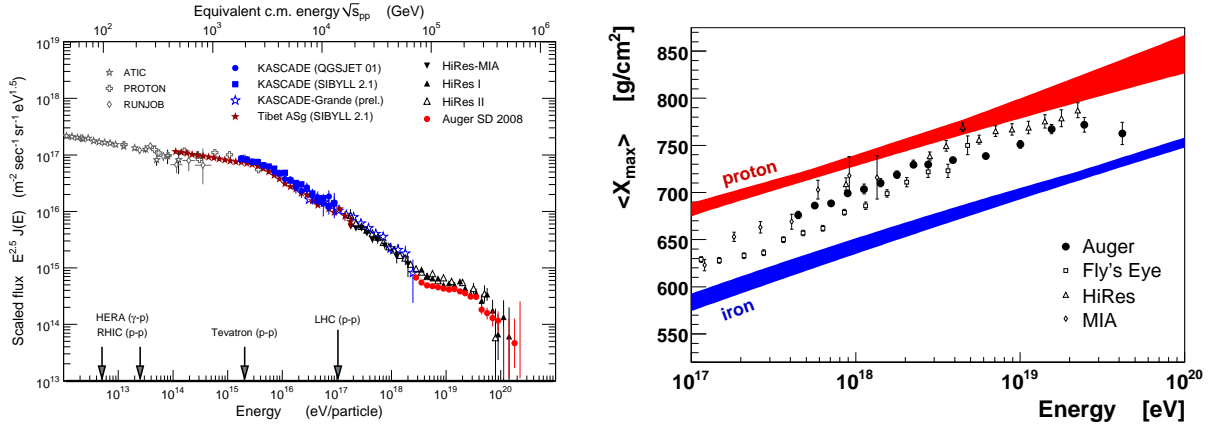 Equivalent c.m. energy √s_pp (GeV)
10^2 10^3 10^4 10^5 10^6
10^19
10^18
10^17
10^16
10^15
10^14
10^13
Scaled flux E^2.5 J(E) (m^-2 sec^-1 sr^-1 eV^1.5)
ATIC
PROTON
RUNJOB
KASCADE (QGSJET 01)
KASCADE (SIBYLL 2.1)
KASCADE-Grande (prel.)
Tibet ASg (SIBYLL 2.1)
HiRes-MIA
HiRes I
HiRes II
Auger SD 2008
HERA (γ-p)
RHIC (p-p)
Tevatron (p-p)
LHC (p-p)
10^13 10^14 10^15 10^16 10^17 10^18 10^19 10^20
Energy (eV/particle)
<X_max> [g/cm^2]
850
800
750
700
650
600
550
proton
iron
Auger
Fly's Eye
HiRes
MIA
10^17 10^18 10^19 10^20
Energy [eV]